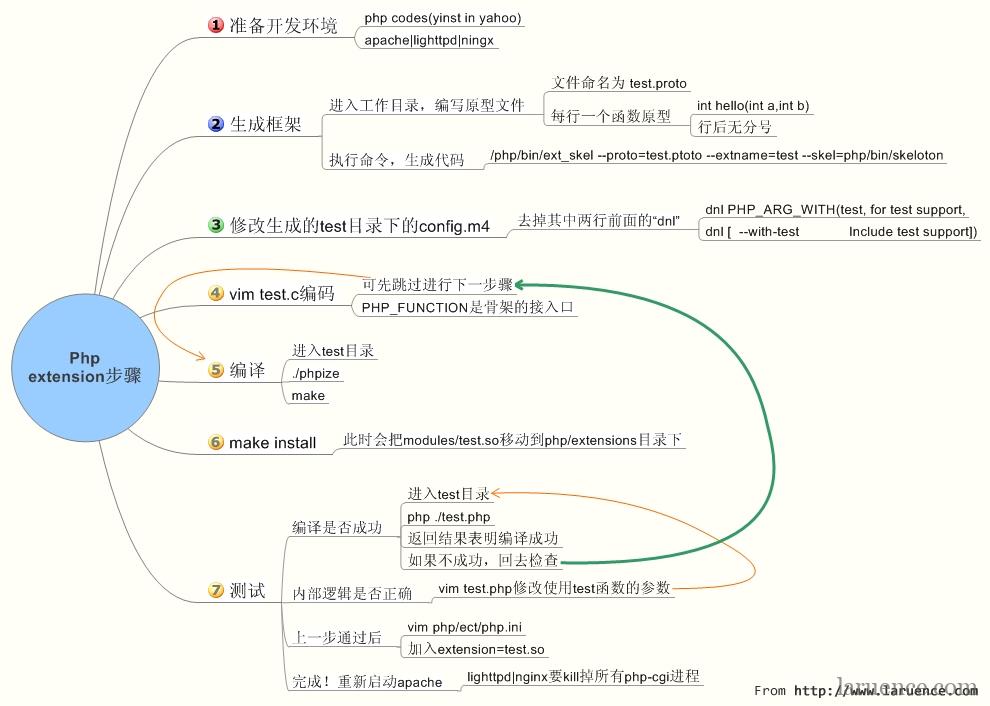 Php
extension步骤
1 准备开发环境
php codes(yinst in yahoo)
apache|lighttpd|ningx
2 生成框架
进入工作目录，编写原型文件
文件命名为 test.proto
每行一个函数原型
int hello(int a,int b)
行后无分号
执行命令，生成代码
/php/bin/ext_skel --proto=test.ptoto --extname=test --skel=php/bin/skeloton
3 修改生成的test目录下的config.m4
去掉其中两行前面的“dnl”
dnl PHP_ARG_WITH(test, for test support,
dnl [ --with-test Include test support])
4 vim test.c编码
可先跳过进行下一步骤
PHP_FUNCTION是骨架的接入口
5 编译
进入test目录
./phpize
make
6 make install
此时会把modules/test.so移动到php/extensions目录下
7 测试
编译是否成功
进入test目录
php ./test.php
返回结果表明编译成功
如果不成功，回去检查
内部逻辑是否正确
vim test.php修改使用test函数的参数
上一步通过后
vim php/ect/php.ini
加入extension=test.so
完成！重新启动apache
lighttpd|nginx要kill掉所有php-cgi进程
laruence.com
From http://www.laruence.com